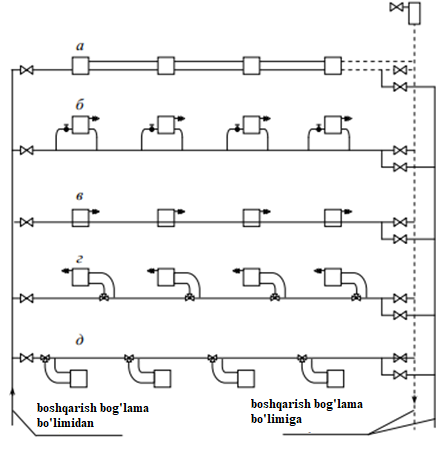 а
б
в
г
д
boshqarish bog'lama
bo'limidan
boshqarish bog'lama
bo'limiga